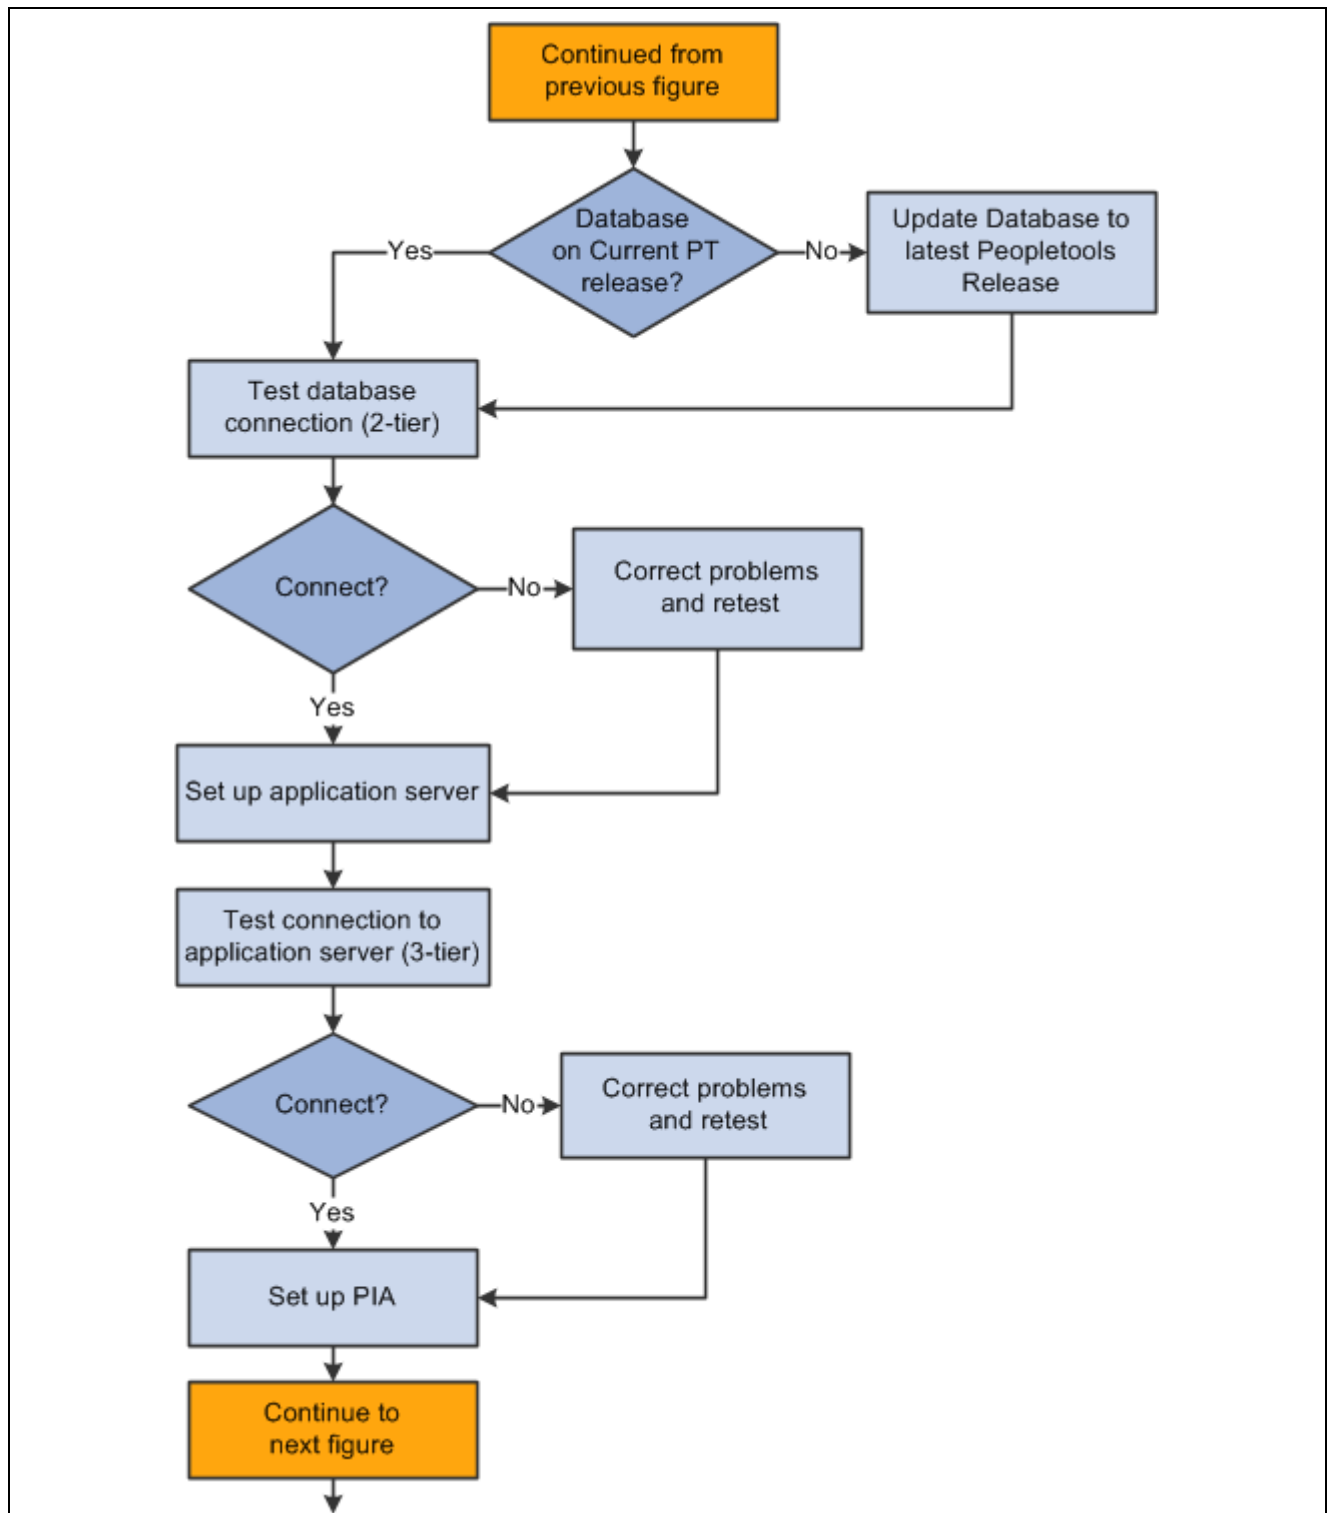 Continued from
previous figure
Database
on Current PT
release?
Yes
No
Update Database to
latest Peopletools
Release
Test database
connection (2-tier)
Connect?
No
Correct problems
and retest
Yes
Set up application server
Test connection to
application server (3-tier)
Connect?
No
Correct problems
and retest
Yes
Set up PIA
Continue to
next figure